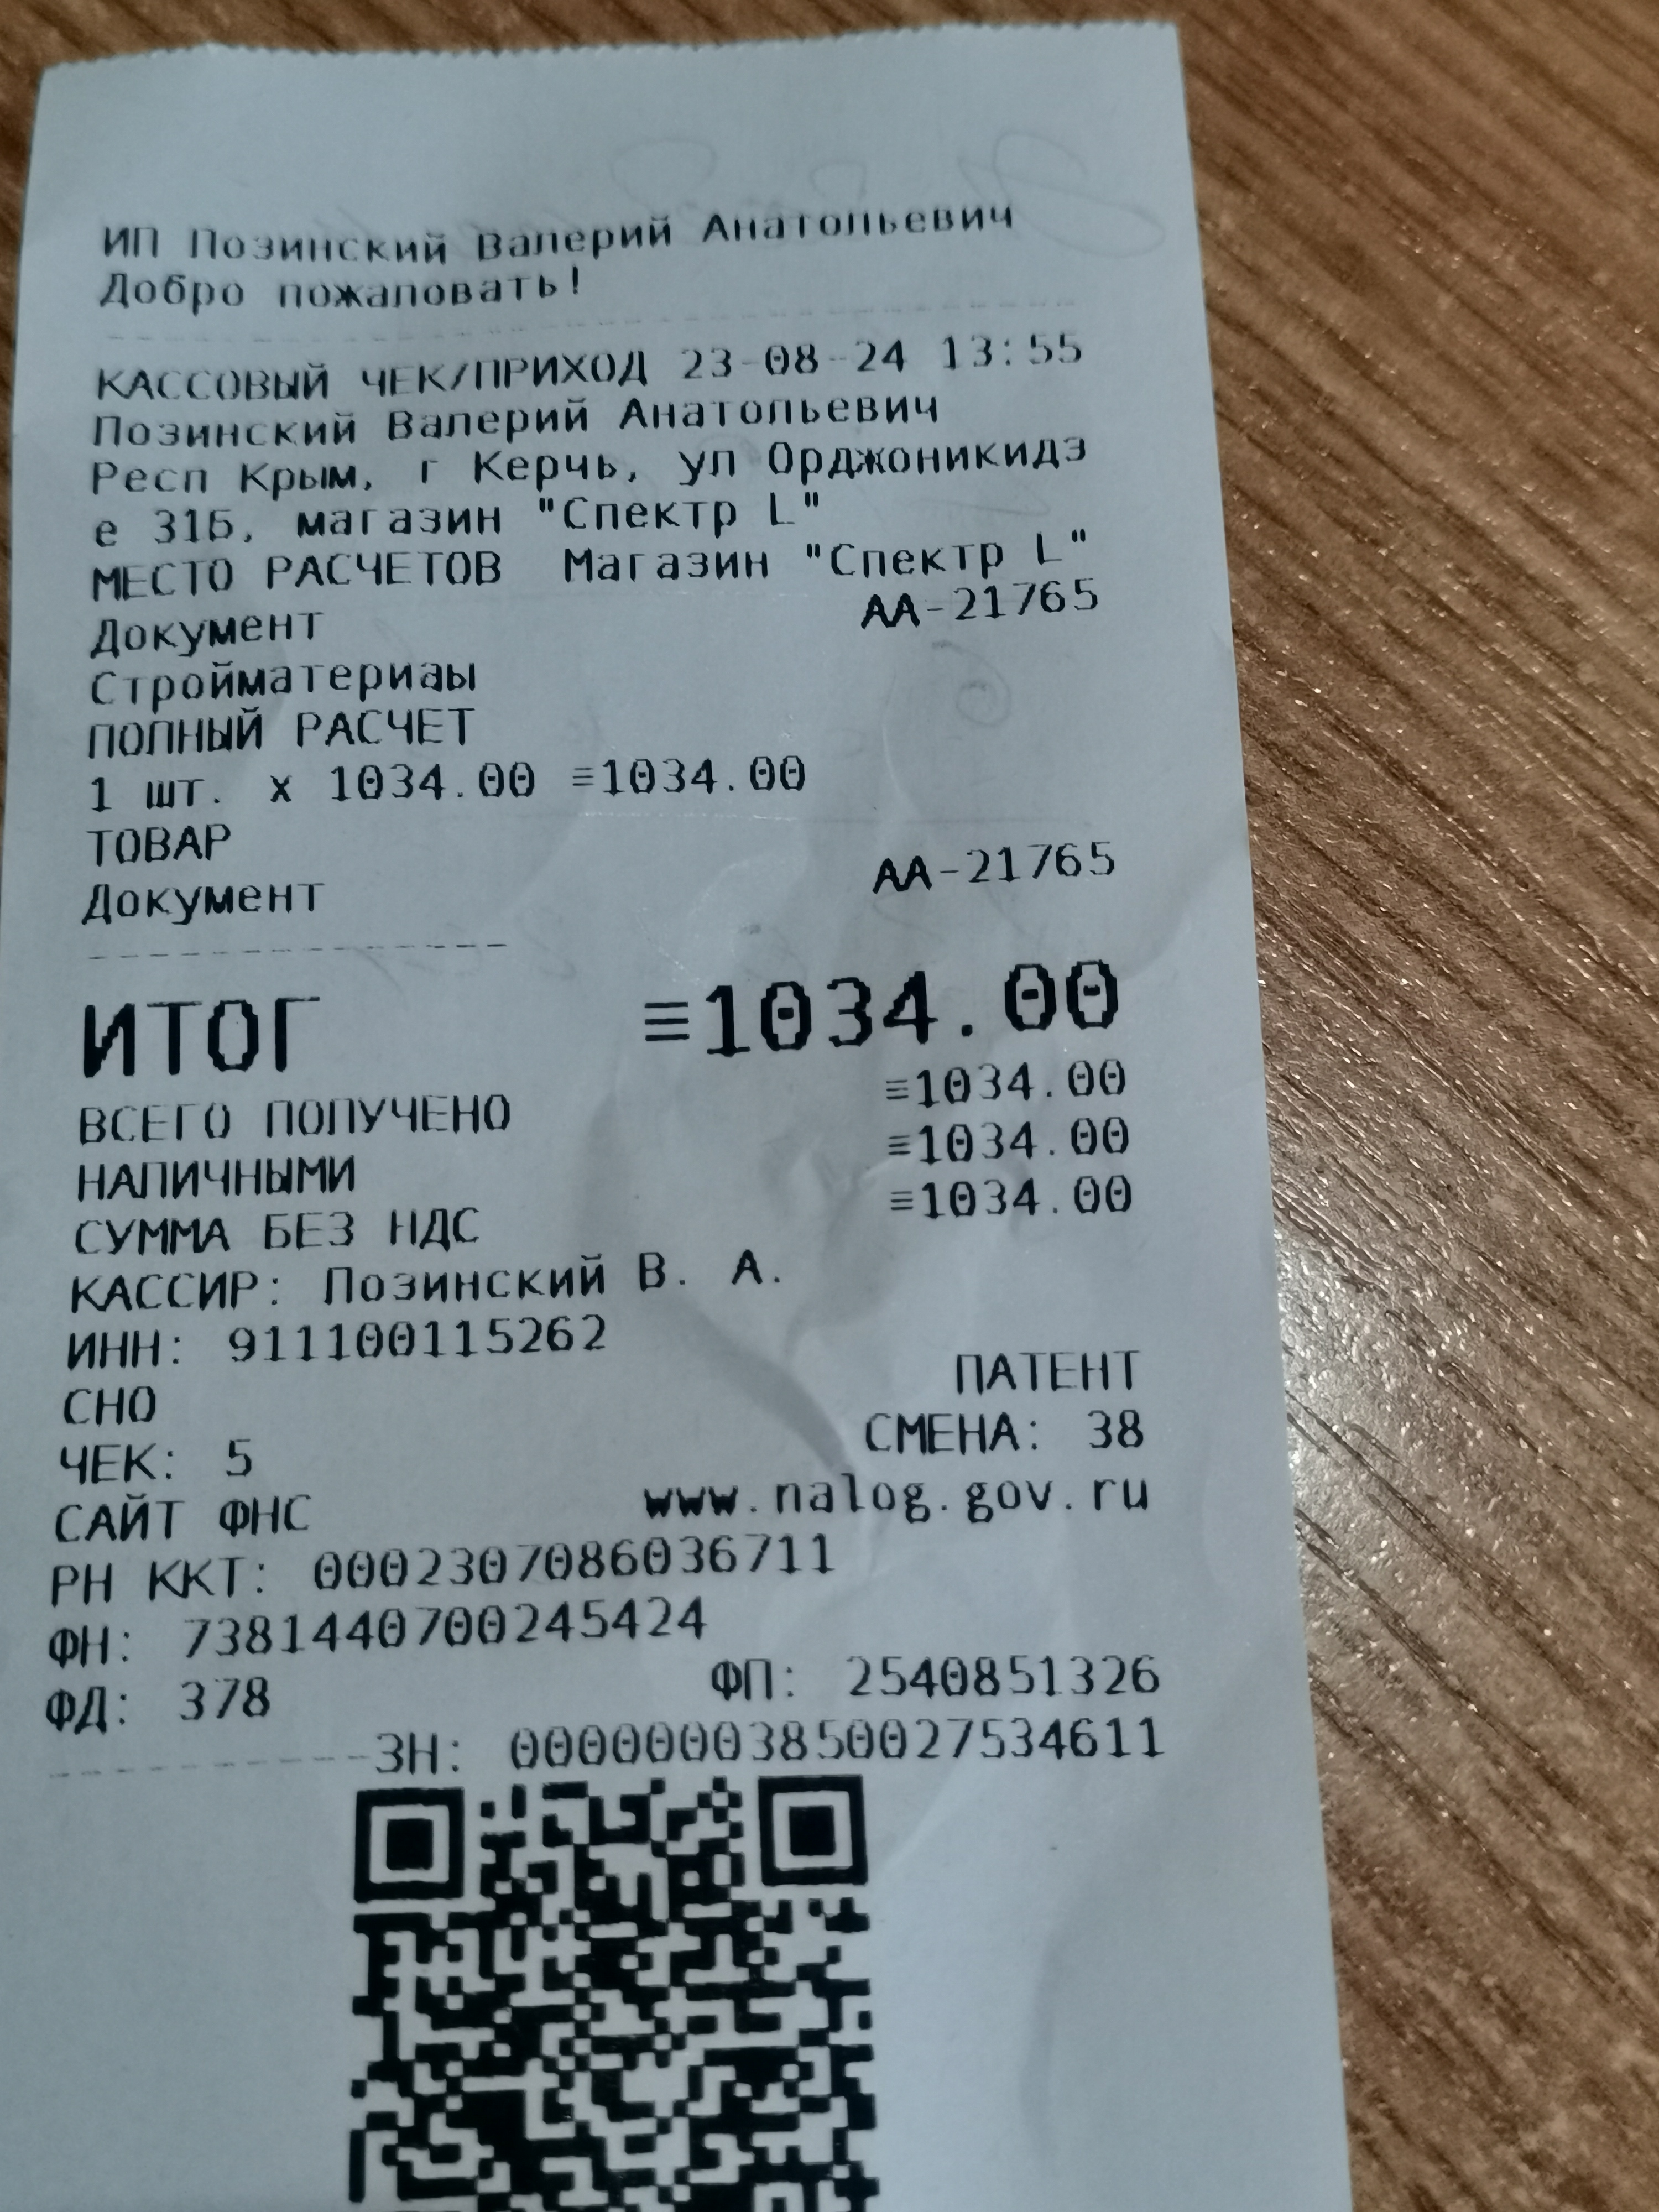 ИП Позинский Валерий Анатольевич
Добро пожаловать!
КАССОВЫЙ ЧЕК/ПРИХОД 23-08-24 13:55
Позинский Валерий Анатольевич
Респ Крым, г Керчь, ул Орджоникидз
е 31Б, магазин "Спектр L"
МЕСТО РАСЧЕТОВ Магазин "Спектр L"
Документ АА-21765
Стройматериаы
ПОЛНЫЙ РАСЧЕТ
1 шт. х 1034.00 ≡1034.00
ТОВАР
Документ АА-21765
ИТОГ ≡1034.00
ВСЕГО ПОЛУЧЕНО ≡1034.00
НАЛИЧНЫМИ ≡1034.00
СУММА БЕЗ НДС ≡1034.00
КАССИР: Позинский В. А.
ИНН: 911100115262
СНО ПАТЕНТ
ЧЕК: 5 СМЕНА: 38
САЙТ ФНС www.nalog.gov.ru
РН ККТ: 0002307086036711
ФН: 7381440700245424
ФД: 378 ФП: 2540851326
ЗН: 00000003850027534611